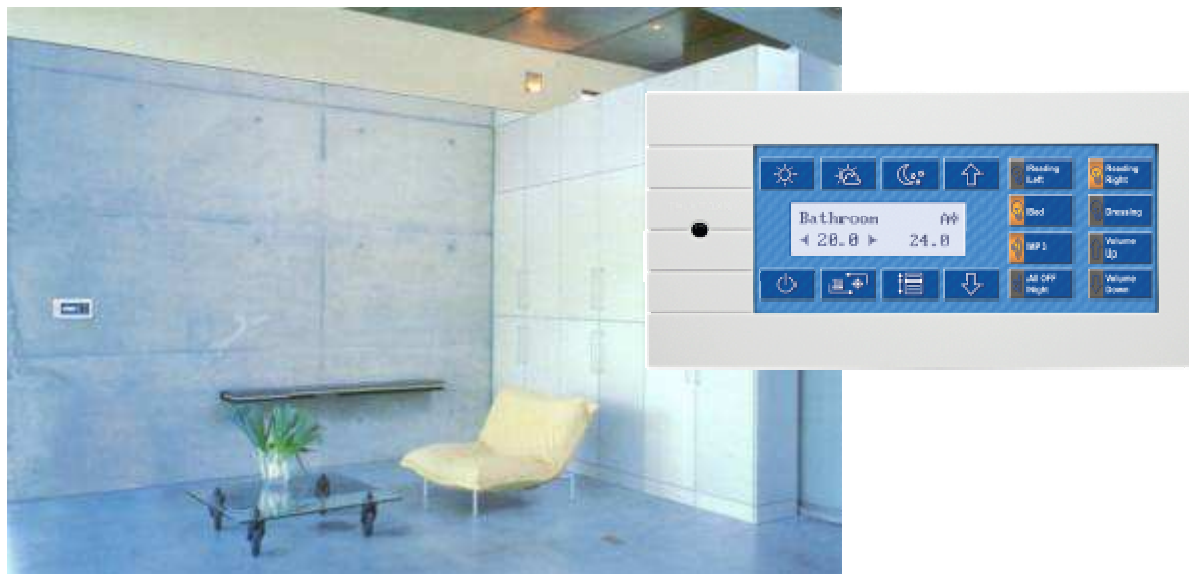 Reading
Left
Reading
Right
Bathroom
◄ 20.0 ► 24.0
Bed
Dressing
MP3
Volume
Up
All OFF
Night
Volume
Down